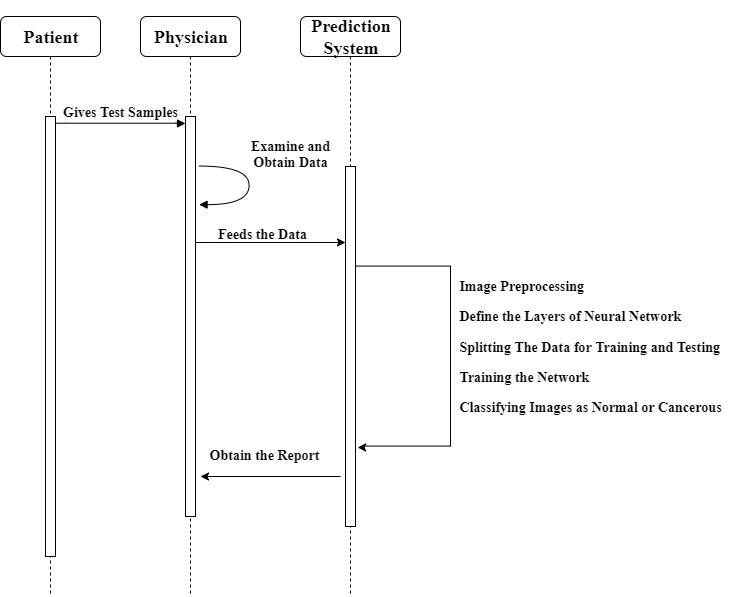 Patient
Physician
Prediction
System
Gives Test Samples
Examine and
Obtain Data
Feeds the Data
Image Preprocessing
Define the Layers of Neural Network
Splitting The Data for Training and Testing
Training the Network
Classifying Images as Normal or Cancerous
Obtain the Report